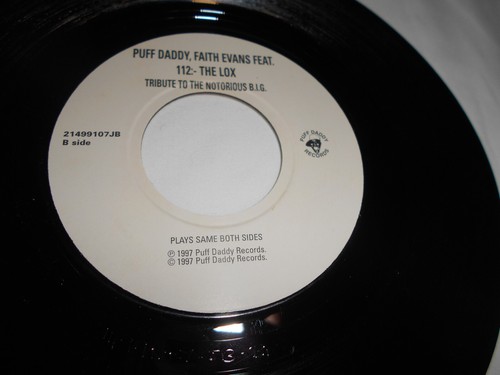 PUFF DADDY, FAITH EVANS FEAT.
112:- THE LOX
TRIBUTE TO THE NOTORIOUS B.I.G.
21499107JB
B side
PUFF DADDY
RECORDS
PLAYS SAME BOTH SIDES
℗ 1997 Puff Daddy Records.
© 1997 Puff Daddy Records.